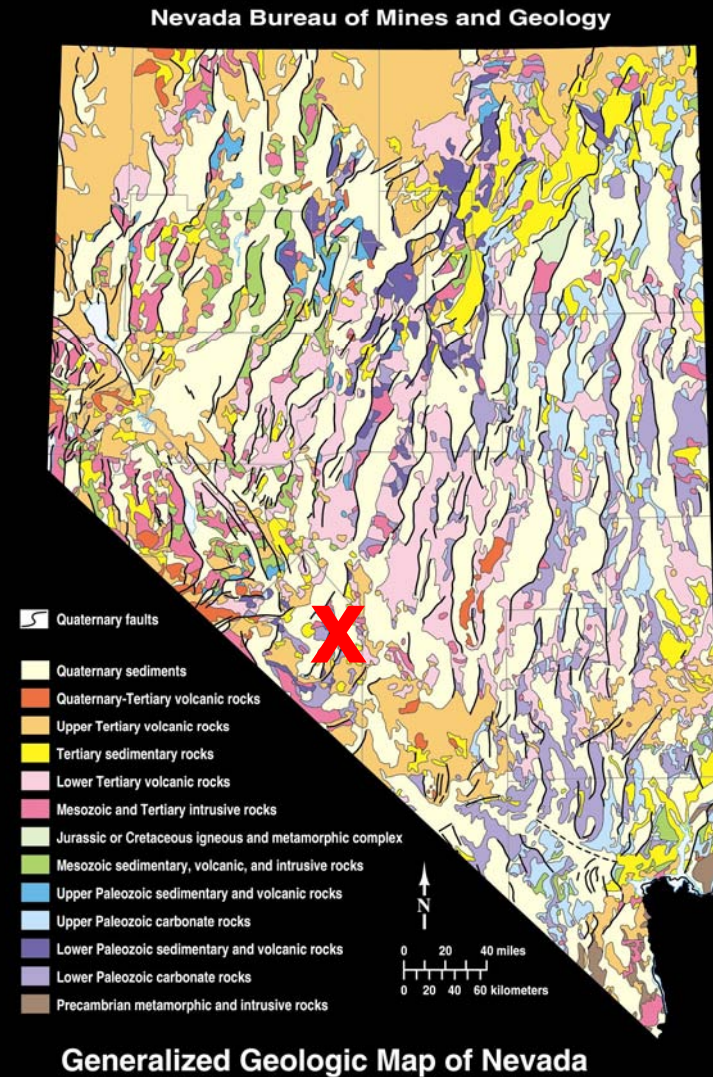 Nevada Bureau of Mines and Geology
X
Quaternary faults
Quaternary sediments
Quaternary-Tertiary volcanic rocks
Upper Tertiary volcanic rocks
Tertiary sedimentary rocks
Lower Tertiary volcanic rocks
Mesozoic and Tertiary intrusive rocks
Jurassic or Cretaceous igneous and metamorphic complex
Mesozoic sedimentary, volcanic, and intrusive rocks
Upper Paleozoic sedimentary and volcanic rocks
Upper Paleozoic carbonate rocks
Lower Paleozoic sedimentary and volcanic rocks
Lower Paleozoic carbonate rocks
Precambrian metamorphic and intrusive rocks
N
0 20 40 miles
0 20 40 60 kilometers
Generalized Geologic Map of Nevada